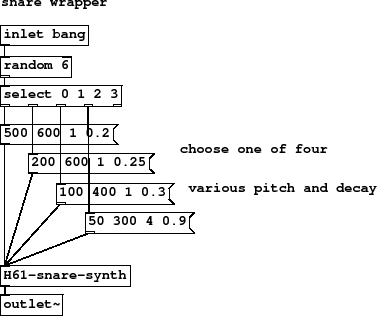 snare wrapper
inlet bang
random 6
select 0 1 2 3
500 600 1 0.2
choose one of four
200 600 1 0.25
various pitch and decay
100 400 1 0.3
50 300 4 0.9
H61-snare-synth
outlet~